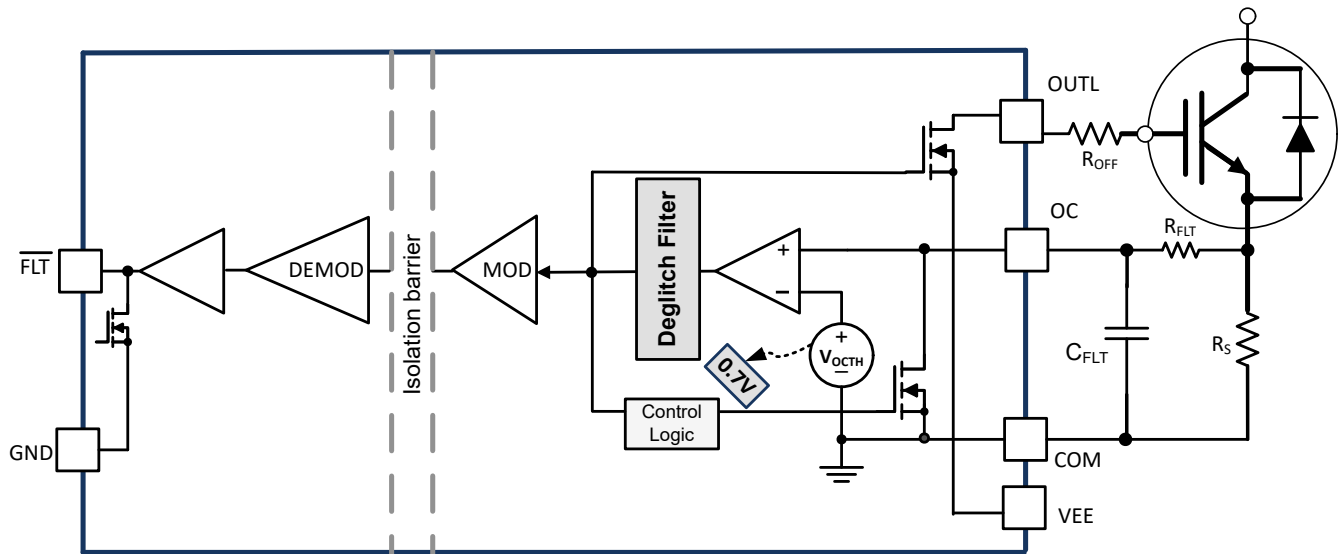 OUTL
R_OFF
OC
R_FLT
Deglitch Filter
+
−
FLT
DEMOD
Isolation barrier
MOD
+
V_OCTH
−
0.7V
C_FLT
R_S
Control
Logic
GND
COM
VEE